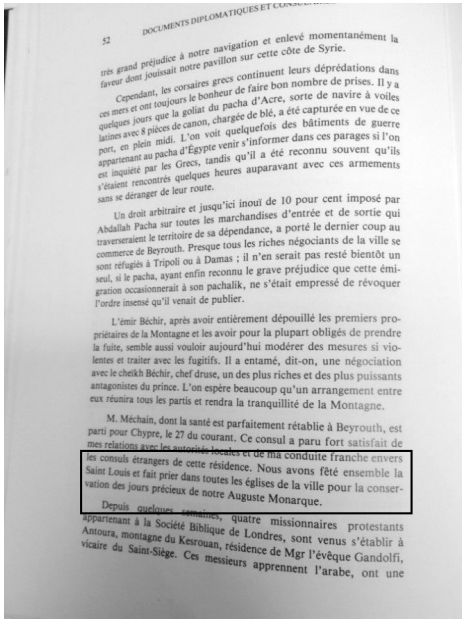 52
DOCUMENTS DIPLOMATIQUES ET
très grand préjudice à notre navigation et enlevé momentanément la
faveur dont jouissait notre pavillon sur cette côte de Syrie.
Cependant, les corsaires grecs continuent leurs déprédations dans
ces mers et ont toujours le bonheur de faire bon nombre de prises. Il y a
quelques jours que la goliat du pacha d'Acre, sorte de navire à voiles
latines avec 8 pièces de canon, chargée de blé, a été capturée en vue de ce
port, en plein midi. L'on voit quelquefois des bâtiments de guerre
appartenant au pacha d'Égypte venir s'informer dans ces parages si l'on
est inquiété par les Grecs, tandis qu'il a été reconnu souvent qu'ils
s'étaient rencontrés quelques heures auparavant avec ces armements
sans se déranger de leur route.
Un droit arbitraire et jusqu'ici inouï de 10 pour cent imposé par
Abdallah Pacha sur toutes les marchandises d'entrée et de sortie qui
traverseraient le territoire de sa dépendance, a porté le dernier coup au
commerce de Beyrouth. Presque tous les riches négociants de la ville se
sont réfugiés à Tripoli ou à Damas ; il n'en serait pas resté bientôt un
seul, si le pacha, ayant enfin reconnu le grave préjudice que cette émi-
gration occasionnerait à son pachalik, ne s'était empressé de révoquer
l'ordre insensé qu'il venait de publier.
L'émir Béchir, après avoir entièrement dépouillé les premiers pro-
priétaires de la Montagne et les avoir pour la plupart obligés de prendre
la fuite, semble aussi vouloir aujourd'hui modérer des mesures si vio-
lentes et traiter avec les fugitifs. Il a entamé, dit-on, une négociation
avec le cheikh Béchir, chef druse, un des plus riches et des plus puissants
antagonistes du prince. L'on espère beaucoup qu'un arrangement entre
eux réunira tous les partis et rendra la tranquillité de la Montagne.
M. Méchain, dont la santé est parfaitement rétablie à Beyrouth, est
parti pour Chypre, le 27 du courant. Ce consul a paru fort satisfait de
mes relations avec les autorités locales et de ma conduite franche envers
les consuls étrangers de cette résidence. Nous avons fêté ensemble la
Saint Louis et fait prier dans toutes les églises de la ville pour la conser-
vation des jours précieux de notre Auguste Monarque.
Depuis quelques semaines, quatre missionnaires protestants
appartenant à la Société Biblique de Londres, sont venus s'établir à
Antoura, montagne du Kesrouan, résidence de Mgr l'évêque Gandolfi,
vicaire du Saint-Siège. Ces messieurs apprennent l'arabe, ont une